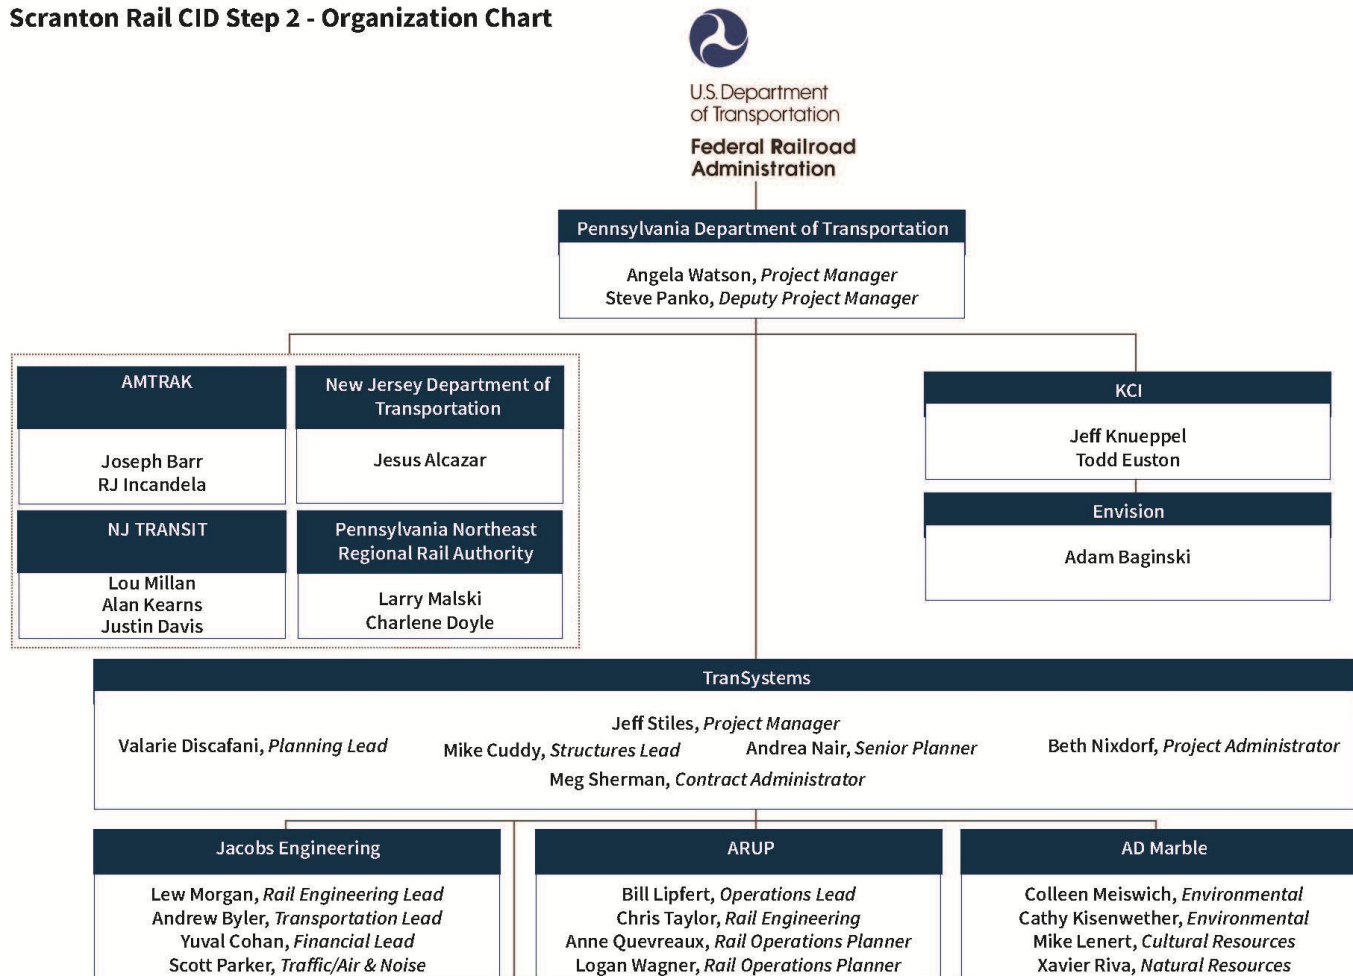 Scranton Rail CID Step 2 - Organization Chart
U.S. Department
of Transportation
Federal Railroad
Administration
Pennsylvania Department of Transportation
Angela Watson, Project Manager
Steve Panko, Deputy Project Manager
AMTRAK
Joseph Barr
RJ Incandela
New Jersey Department of
Transportation
Jesus Alcazar
NJ TRANSIT
Lou Millan
Alan Kearns
Justin Davis
Pennsylvania Northeast
Regional Rail Authority
Larry Malski
Charlene Doyle
KCI
Jeff Knueppel
Todd Euston
Envision
Adam Baginski
TranSystems
Jeff Stiles, Project Manager
Valarie Discafani, Planning Lead
Mike Cuddy, Structures Lead
Andrea Nair, Senior Planner
Beth Nixdorf, Project Administrator
Meg Sherman, Contract Administrator
Jacobs Engineering
Lew Morgan, Rail Engineering Lead
Andrew Byler, Transportation Lead
Yuval Cohan, Financial Lead
Scott Parker, Traffic/Air & Noise
ARUP
Bill Lipfert, Operations Lead
Chris Taylor, Rail Engineering
Anne Quevreaux, Rail Operations Planner
Logan Wagner, Rail Operations Planner
AD Marble
Colleen Meiswich, Environmental
Cathy Kisenwether, Environmental
Mike Lenert, Cultural Resources
Xavier Riva, Natural Resources